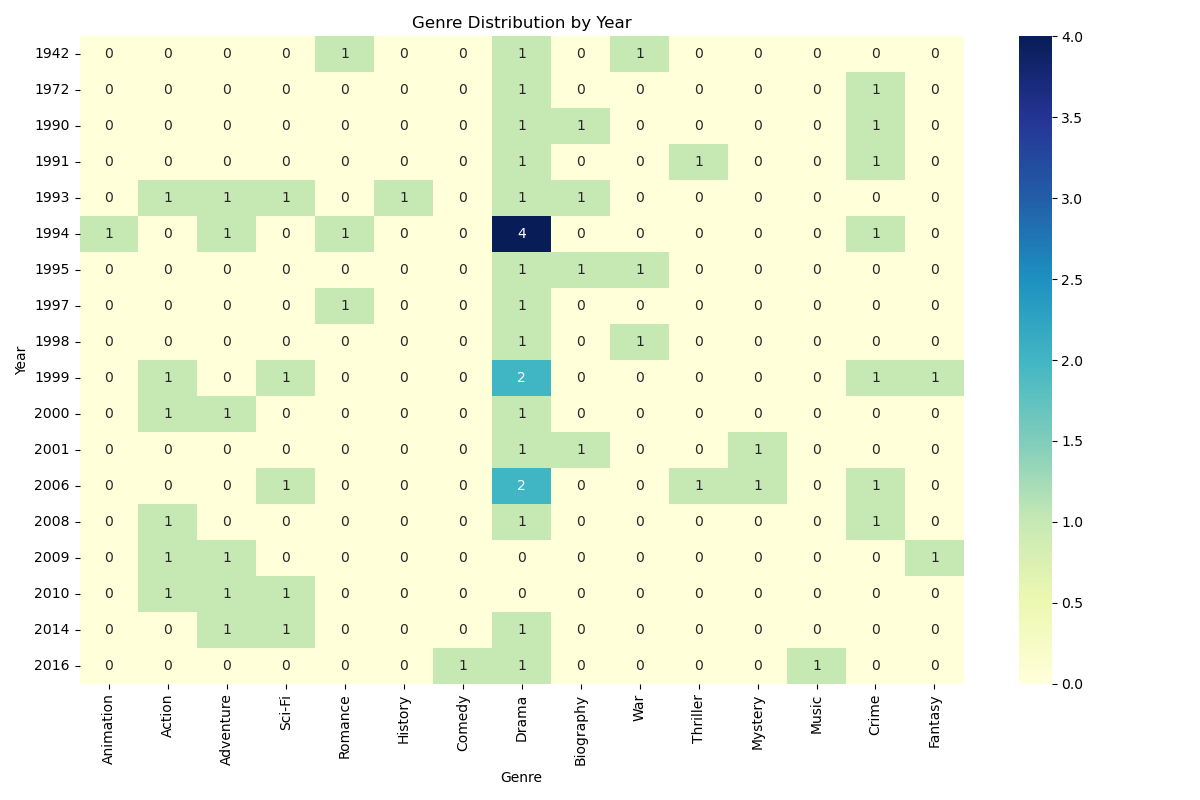 Genre Distribution by Year
1942 0 0 0 0 1 0 0 1 0 1 0 0 0 0 0
1972 0 0 0 0 0 0 0 1 0 0 0 0 0 1 0
1990 0 0 0 0 0 0 0 1 1 0 0 0 0 1 0
1991 0 0 0 0 0 0 0 1 0 0 1 0 0 1 0
1993 0 1 1 1 0 1 0 1 1 0 0 0 0 0 0
1994 1 0 1 0 1 0 0 4 0 0 0 0 0 1 0
1995 0 0 0 0 0 0 0 1 1 1 0 0 0 0 0
1997 0 0 0 0 1 0 0 1 0 0 0 0 0 0 0
1998 0 0 0 0 0 0 0 1 0 1 0 0 0 0 0
1999 0 1 0 1 0 0 0 2 0 0 0 0 0 1 1
2000 0 1 1 0 0 0 0 1 0 0 0 0 0 0 0
2001 0 0 0 0 0 0 0 1 1 0 0 1 0 0 0
2006 0 0 0 1 0 0 0 2 0 0 1 1 0 1 0
2008 0 1 0 0 0 0 0 1 0 0 0 0 0 1 0
2009 0 1 1 0 0 0 0 0 0 0 0 0 0 0 1
2010 0 1 1 1 0 0 0 0 0 0 0 0 0 0 0
2014 0 0 1 1 0 0 0 1 0 0 0 0 0 0 0
2016 0 0 0 0 0 0 1 1 0 0 0 0 1 0 0
Year
Animation Action Adventure Sci-Fi Romance History Comedy Drama Biography War Thriller Mystery Music Crime Fantasy
Genre
4.0
3.5
3.0
2.5
2.0
1.5
1.0
0.5
0.0